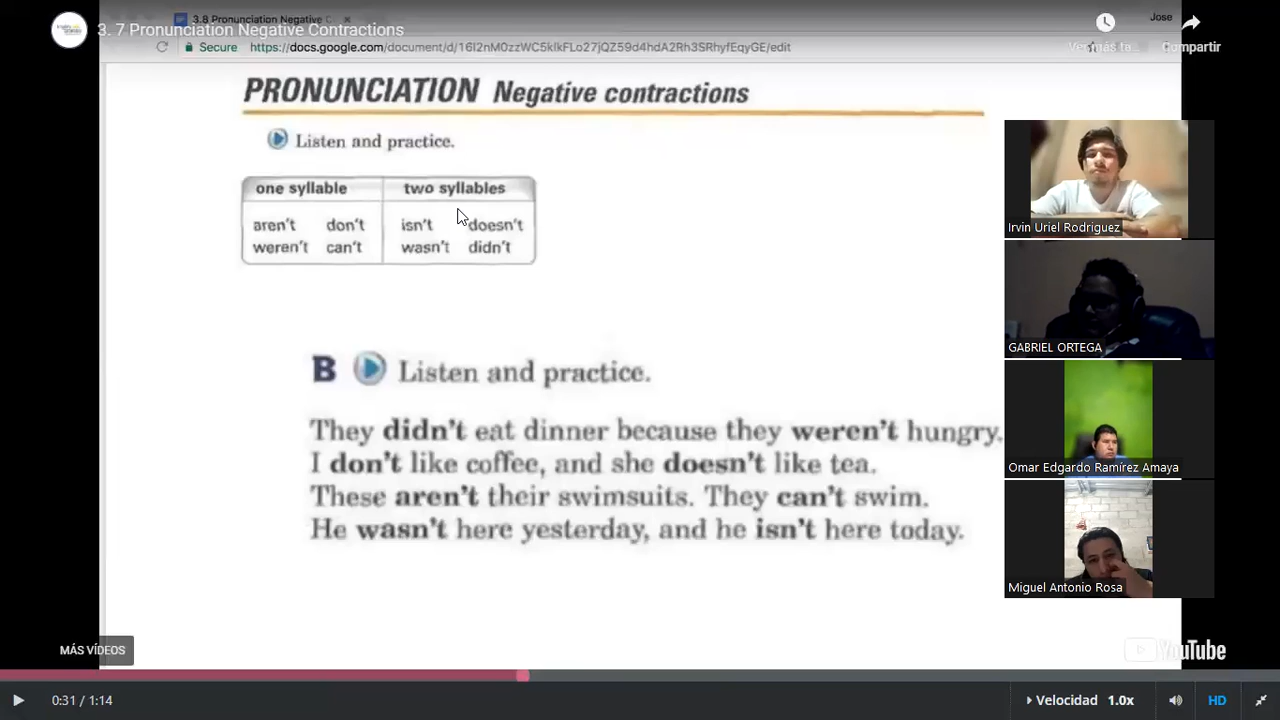 3.8 Pronunciation Negative C
Jose
3. 7 Pronunciation Negative Contractions
Secure https://docs.google.com/document/d/16I2nM0zzWC5kIkFLo27jQZ59d4hdA2Rh3SRhyfEqyGE/edit
Ver más ta...
Compartir
PRONUNCIATION Negative contractions
Listen and practice.
one syllable two syllables
aren't don't isn't doesn't
weren't can't wasn't didn't
B Listen and practice.
They didn't eat dinner because they weren't hungry.
I don't like coffee, and she doesn't like tea.
These aren't their swimsuits. They can't swim.
He wasn't here yesterday, and he isn't here today.
Irvin Uriel Rodriguez
GABRIEL ORTEGA
Omar Edgardo Ramírez Amaya
Miguel Antonio Rosa
MÁS VÍDEOS
YouTube
0:31 / 1:14
Velocidad 1.0x
HD